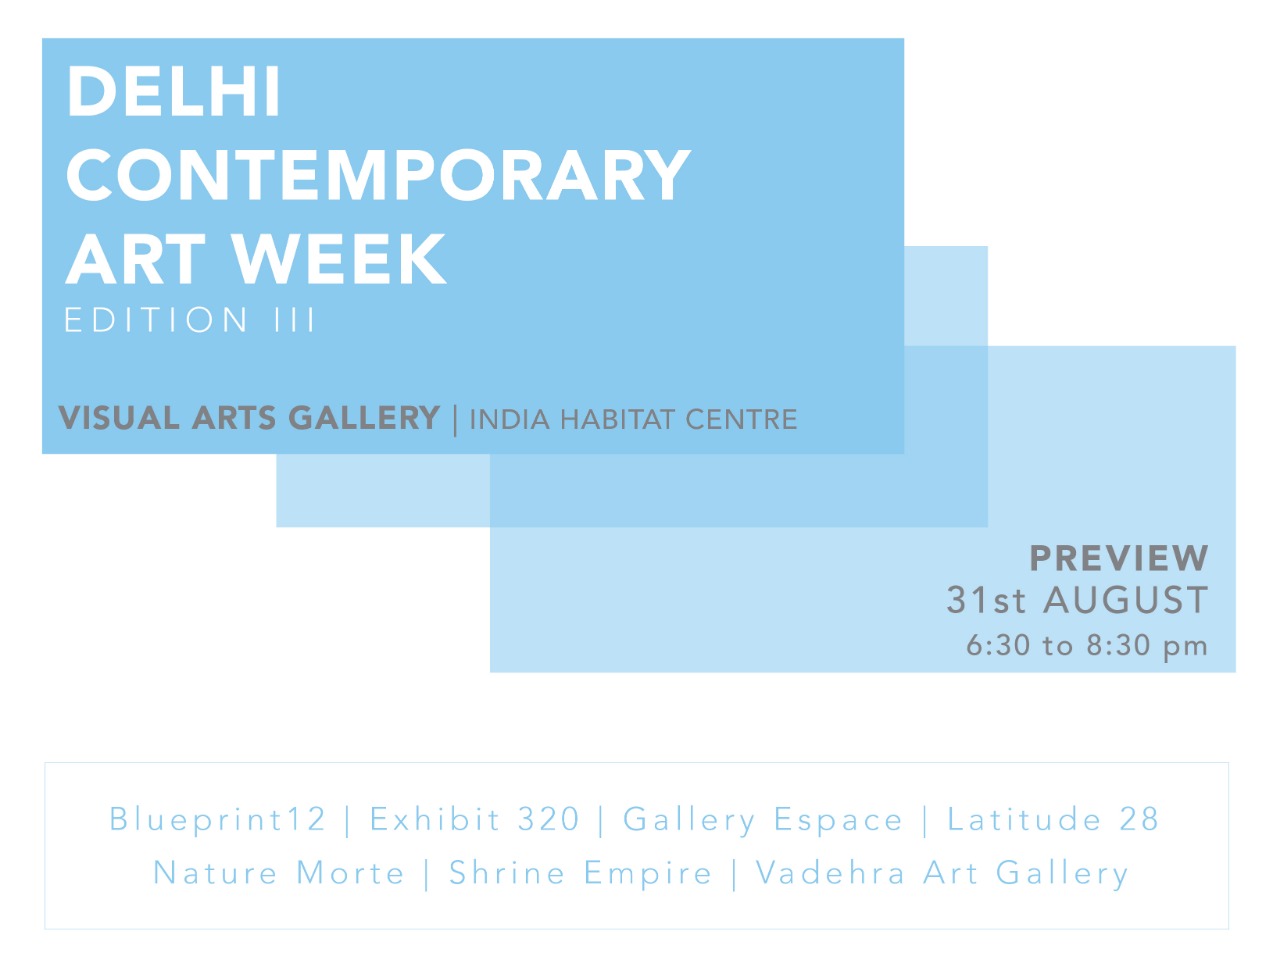 DELHI
CONTEMPORARY
ART WEEK
EDITION III
VISUAL ARTS GALLERY | INDIA HABITAT CENTRE
PREVIEW
31st AUGUST
6:30 to 8:30 pm
Blueprint12 | Exhibit 320 | Gallery Espace | Latitude 28
Nature Morte | Shrine Empire | Vadehra Art Gallery